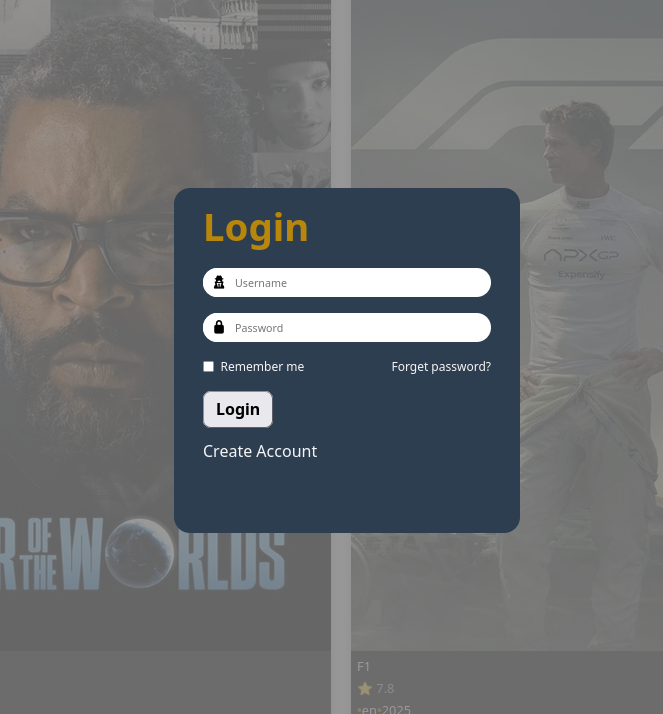 Login
Username
Password
Remember me Forget password?
Login
Create Account
R OF THE WORLDS
APXGP
Expensify
F1
7.8
•en•2025